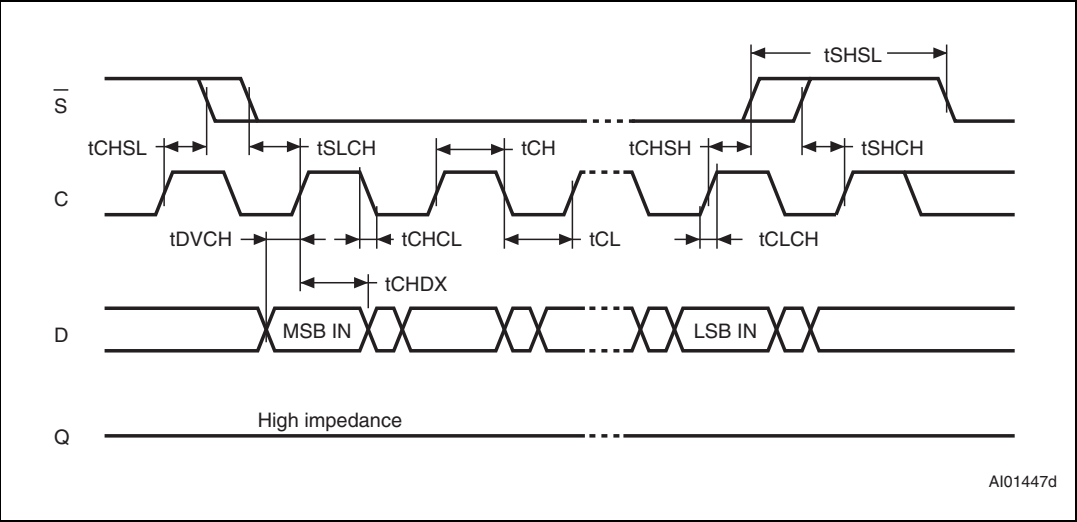 tSHSL
S̅
tCHSL tSLCH tCH tCHSH tSHCH
C
tDVCH tCHCL tCL tCLCH
tCHDX
D MSB IN LSB IN
High impedance
Q
AI01447d